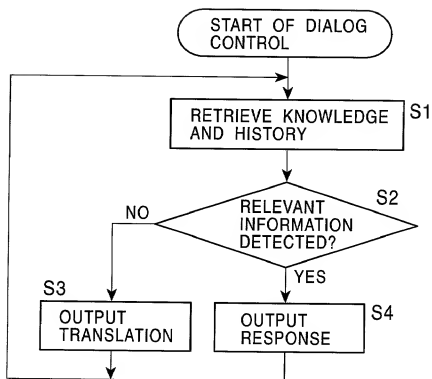 START OF DIALOG
CONTROL
RETRIEVE KNOWLEDGE
AND HISTORY
S1
RELEVANT
INFORMATION
DETECTED?
S2
NO
YES
S3
OUTPUT
TRANSLATION
S4
OUTPUT
RESPONSE